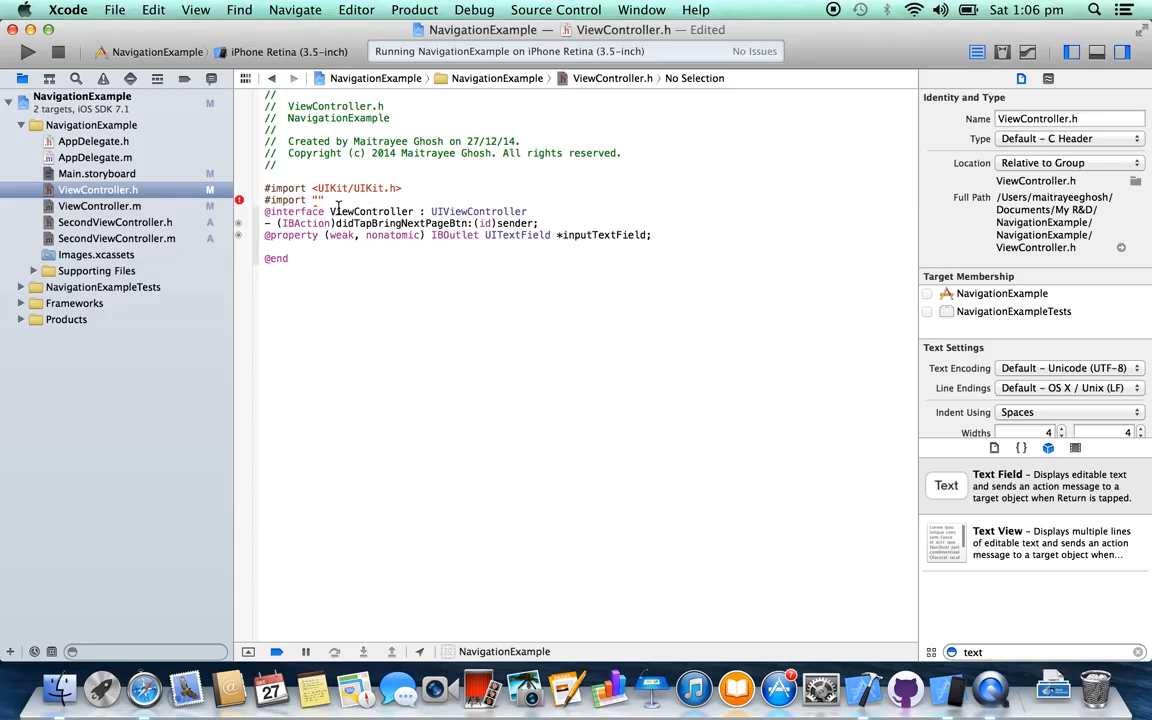 Xcode File Edit View Find Navigate Editor Product Debug Source Control Window Help Sat 1:06 pm
NavigationExample — ViewController.h — Edited
NavigationExample › iPhone Retina (3.5-inch) Running NavigationExample on iPhone Retina (3.5-inch) No Issues
NavigationExample › NavigationExample › ViewController.h › No Selection
NavigationExample M
2 targets, iOS SDK 7.1
NavigationExample
AppDelegate.h
AppDelegate.m
Main.storyboard M
ViewController.h M
ViewController.m M
SecondViewController.h A
SecondViewController.m A
Images.xcassets
Supporting Files
NavigationExampleTests
Frameworks
Products
//
// ViewController.h
// NavigationExample
//
// Created by Maitrayee Ghosh on 27/12/14.
// Copyright (c) 2014 Maitrayee Ghosh. All rights reserved.
//
#import <UIKit/UIKit.h>
#import ""
@interface ViewController : UIViewController
- (IBAction)didTapBringNextPageBtn:(id)sender;
@property (weak, nonatomic) IBOutlet UITextField *inputTextField;
@end
NavigationExample
Identity and Type
Name ViewController.h
Type Default - C Header
Location Relative to Group
ViewController.h
Full Path /Users/maitrayeeghosh/
Documents/My R&D/
NavigationExample/
NavigationExample/
ViewController.h
Target Membership
NavigationExample
NavigationExampleTests
Text Settings
Text Encoding Default - Unicode (UTF-8)
Line Endings Default - OS X / Unix (LF)
Indent Using Spaces
Widths 4 4
{ }
Text
Text Field - Displays editable text
and sends an action message to a
target object when Return is tapped.
Text View - Displays multiple lines
of editable text and sends an action
message to a target object when...
text
DEC
27
7